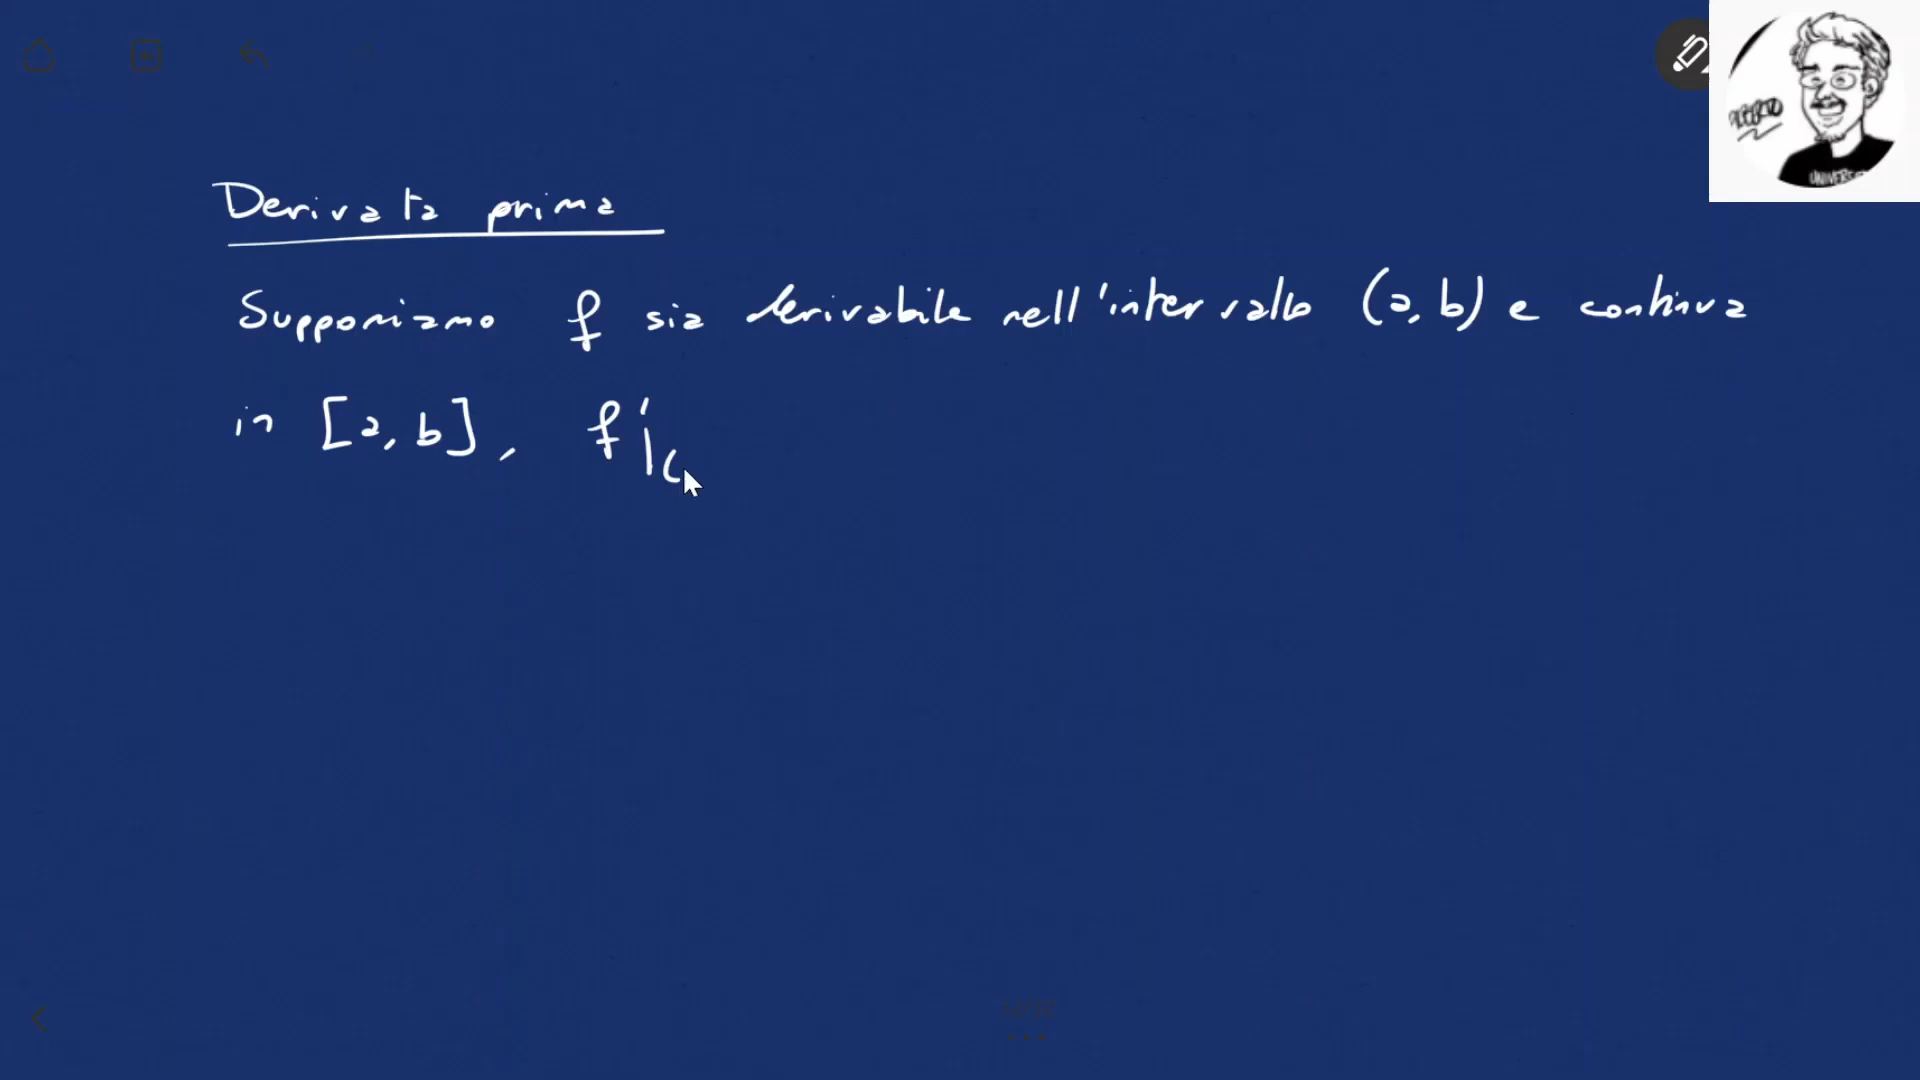 Derivata prima
Supponiamo f sia derivabile nell'intervallo (a, b) e continua
in [a, b], f'|(